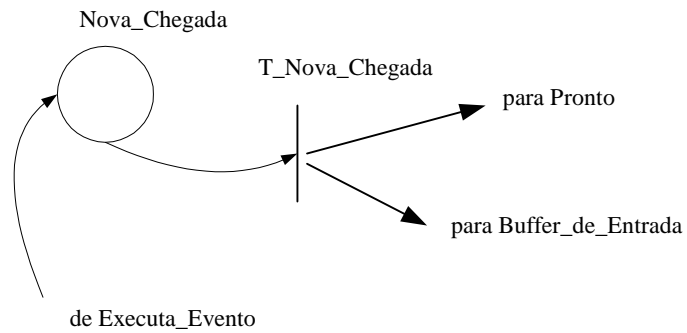 Nova_Chegada
T_Nova_Chegada
para Pronto
para Buffer_de_Entrada
de Executa_Evento